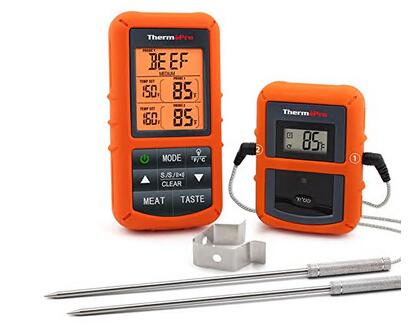 ThermoPro
PROBE 1
BEEF
MEDIUM
TEMP SET PROBE 1
150°F 85°F
TEMP SET PROBE 2
160°F 85°F
MODE °F/°C
S/S/
CLEAR
MEAT TASTE
ThermoPro
85°F
2 1
°F/°C